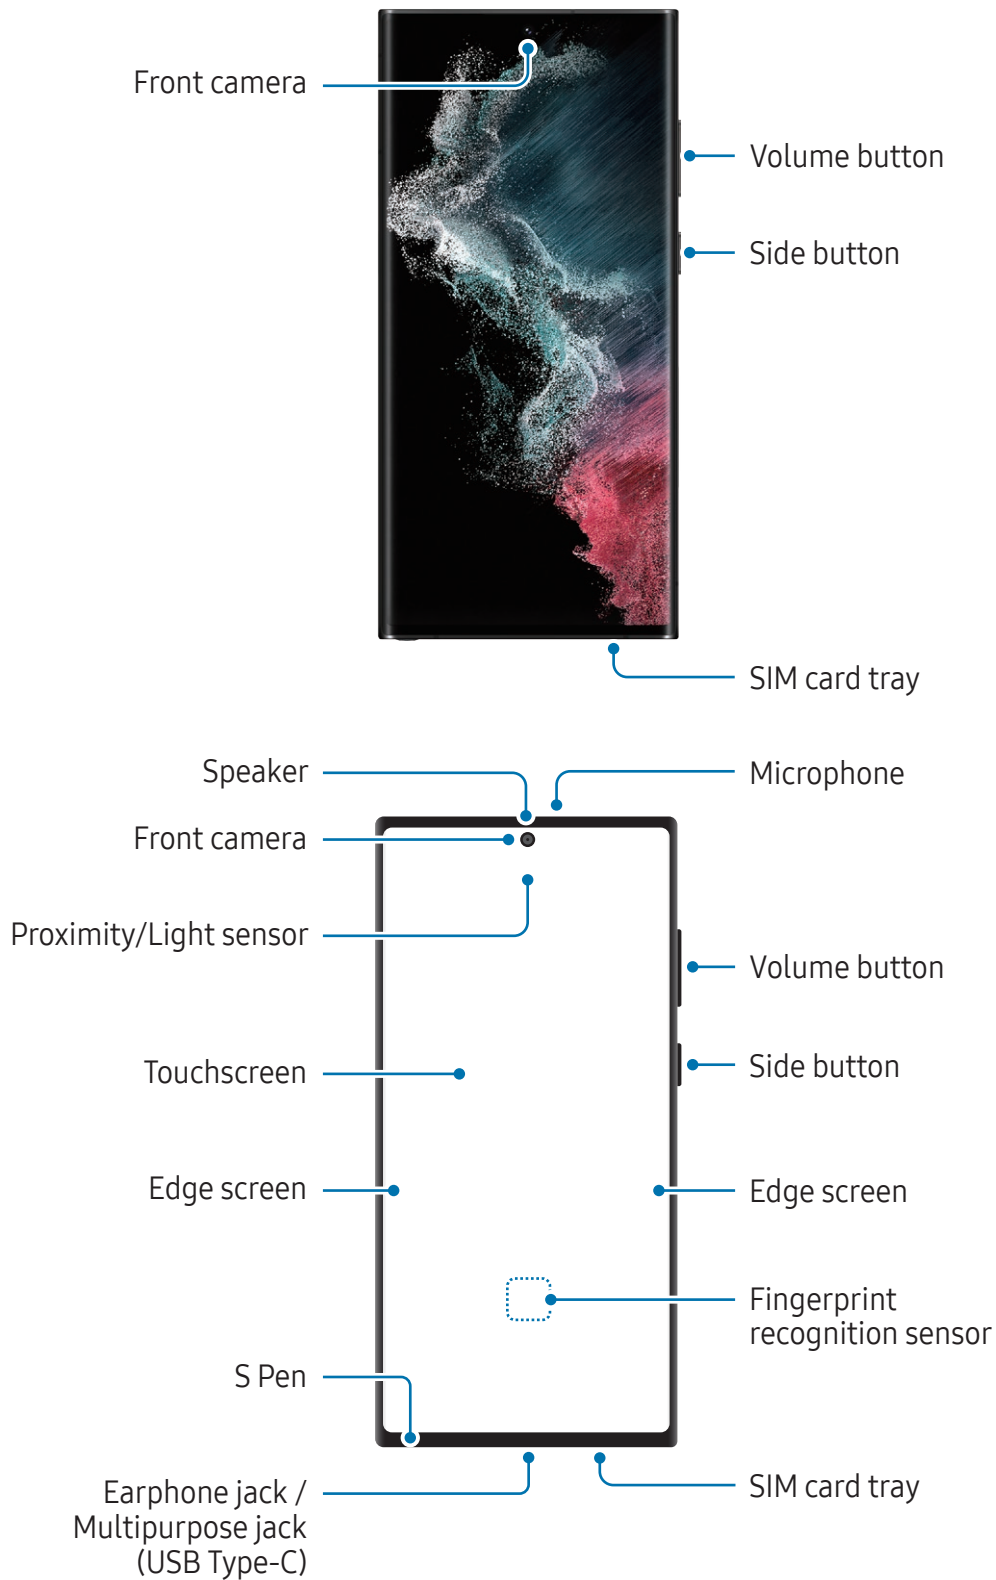 Front camera
Volume button
Side button
SIM card tray
Speaker
Microphone
Front camera
Proximity/Light sensor
Volume button
Touchscreen
Side button
Edge screen
Edge screen
Fingerprint
recognition sensor
S Pen
Earphone jack /
Multipurpose jack
(USB Type-C)
SIM card tray